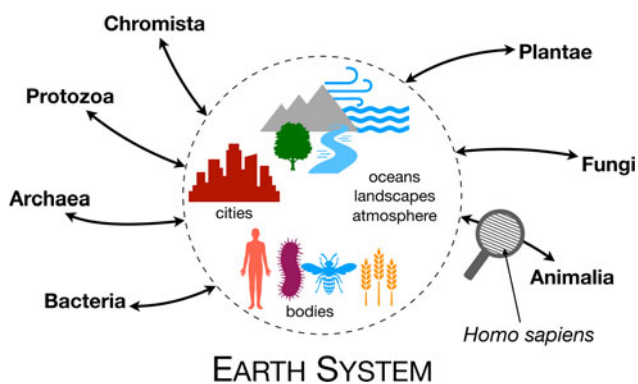 Chromista
Plantae
Protozoa
Fungi
oceans
landscapes
atmosphere
Archaea
cities
Animalia
Bacteria
bodies
Homo sapiens
EARTH SYSTEM